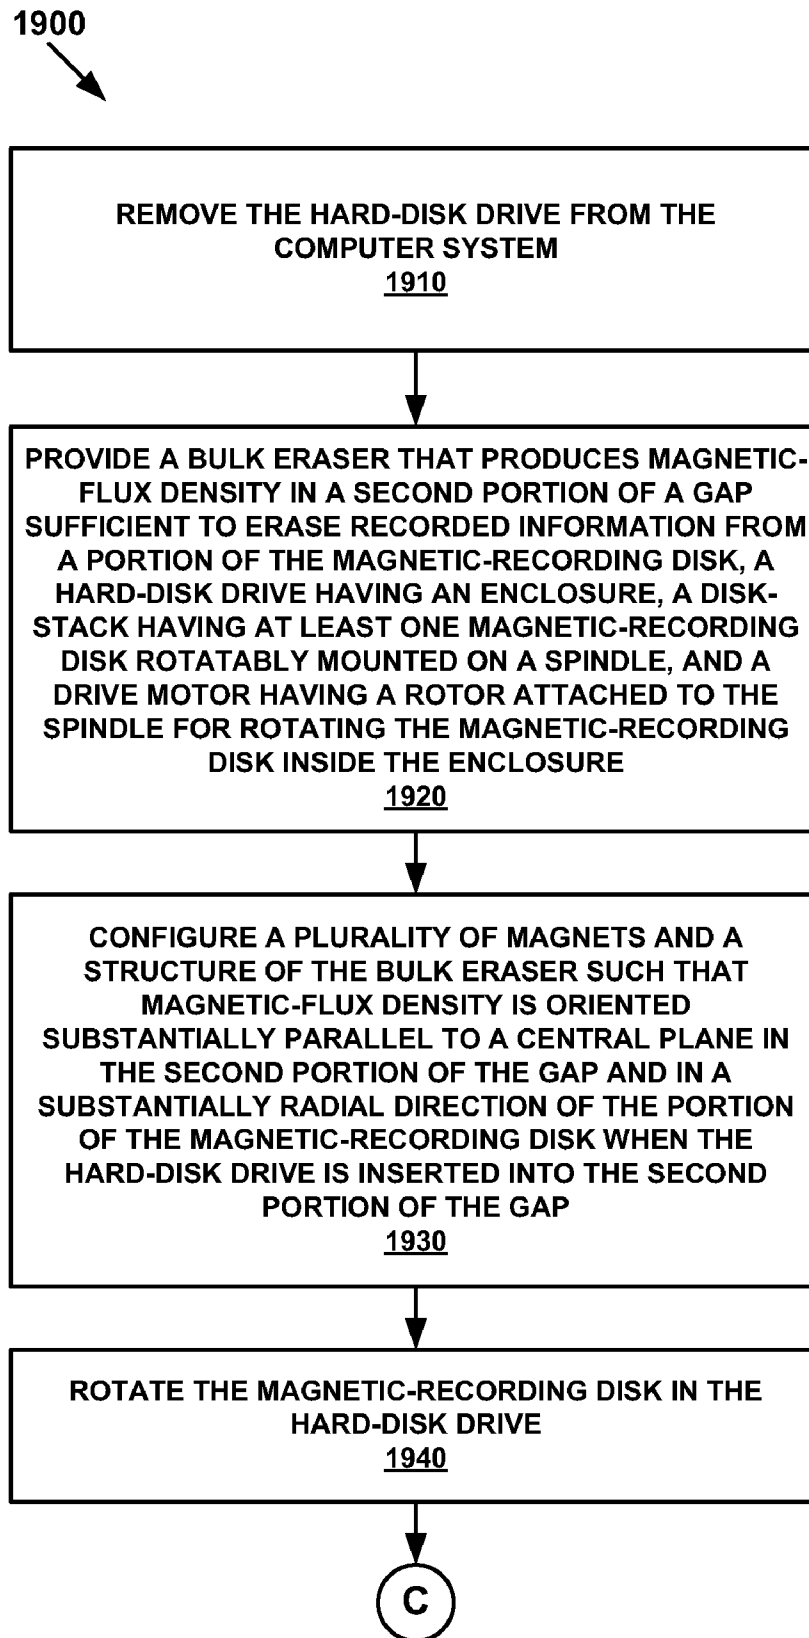 1900
REMOVE THE HARD-DISK DRIVE FROM THE
COMPUTER SYSTEM
1910
PROVIDE A BULK ERASER THAT PRODUCES MAGNETIC-
FLUX DENSITY IN A SECOND PORTION OF A GAP
SUFFICIENT TO ERASE RECORDED INFORMATION FROM
A PORTION OF THE MAGNETIC-RECORDING DISK, A
HARD-DISK DRIVE HAVING AN ENCLOSURE, A DISK-
STACK HAVING AT LEAST ONE MAGNETIC-RECORDING
DISK ROTATABLY MOUNTED ON A SPINDLE, AND A
DRIVE MOTOR HAVING A ROTOR ATTACHED TO THE
SPINDLE FOR ROTATING THE MAGNETIC-RECORDING
DISK INSIDE THE ENCLOSURE
1920
CONFIGURE A PLURALITY OF MAGNETS AND A
STRUCTURE OF THE BULK ERASER SUCH THAT
MAGNETIC-FLUX DENSITY IS ORIENTED
SUBSTANTIALLY PARALLEL TO A CENTRAL PLANE IN
THE SECOND PORTION OF THE GAP AND IN A
SUBSTANTIALLY RADIAL DIRECTION OF THE PORTION
OF THE MAGNETIC-RECORDING DISK WHEN THE
HARD-DISK DRIVE IS INSERTED INTO THE SECOND
PORTION OF THE GAP
1930
ROTATE THE MAGNETIC-RECORDING DISK IN THE
HARD-DISK DRIVE
1940
C